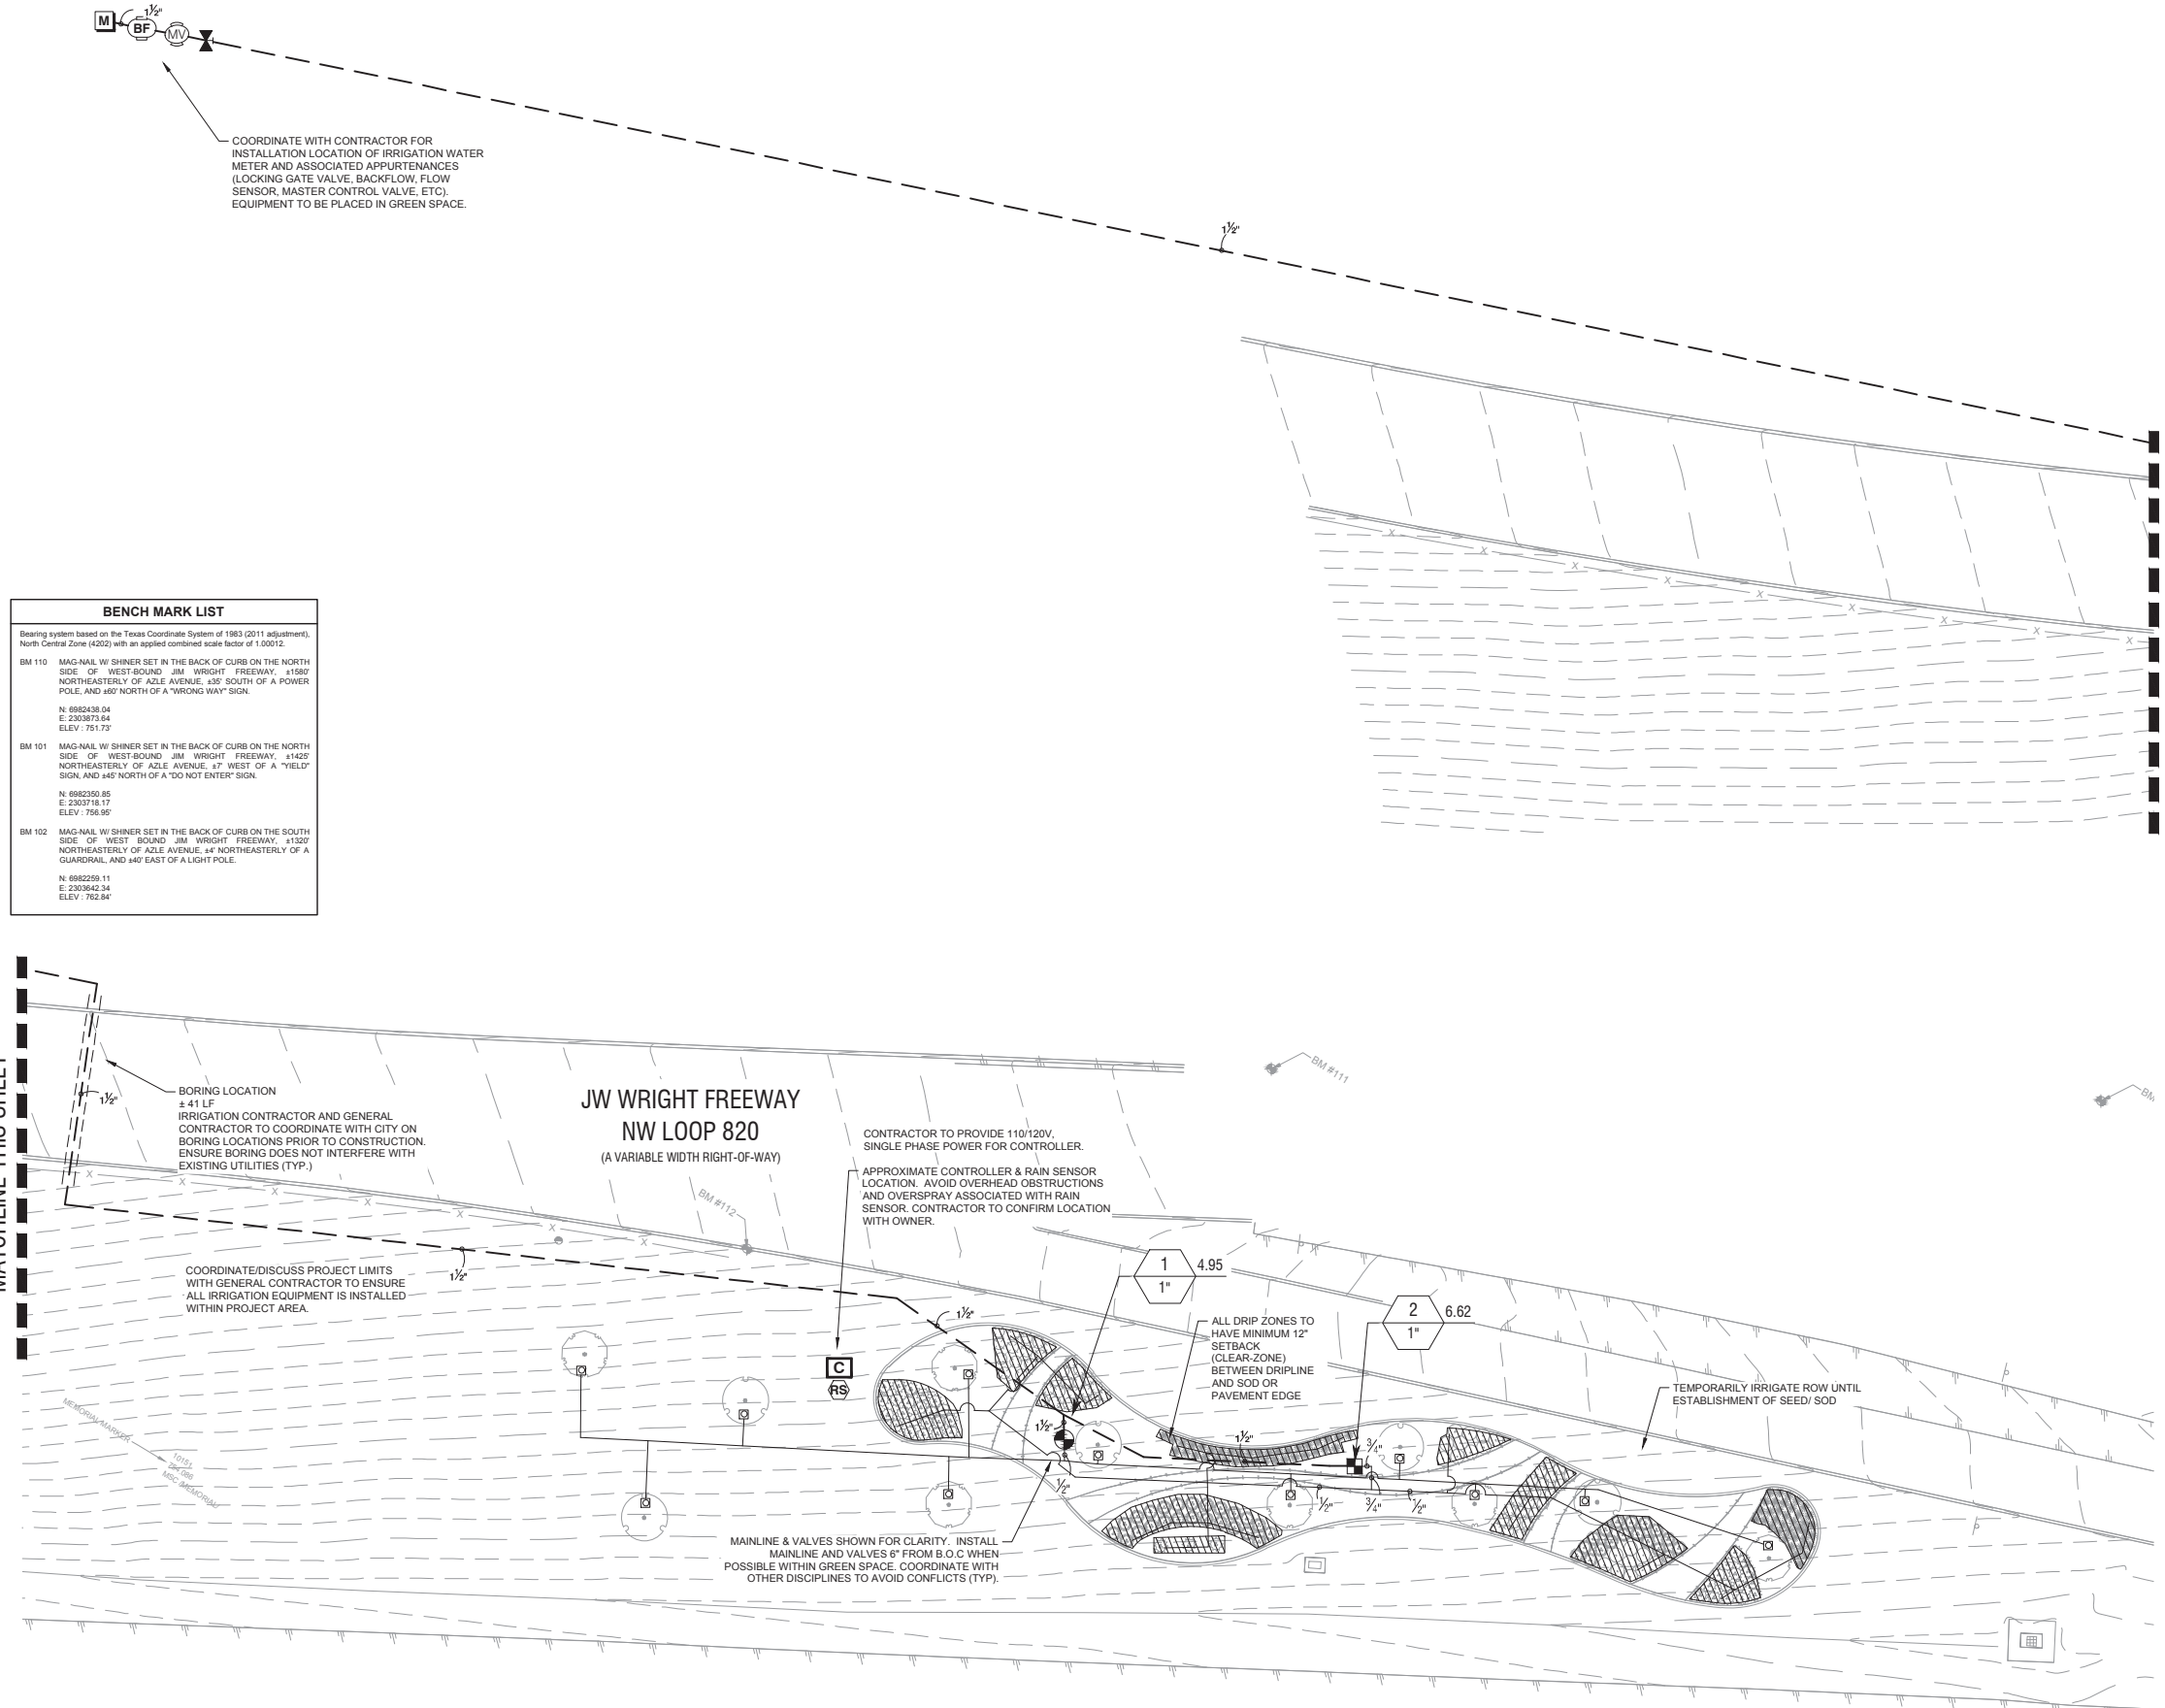 M
1½"
BF
MV
COORDINATE WITH CONTRACTOR FOR
INSTALLATION LOCATION OF IRRIGATION WATER
METER AND ASSOCIATED APPURTENANCES
(LOCKING GATE VALVE, BACKFLOW, FLOW
SENSOR, MASTER CONTROL VALVE, ETC).
EQUIPMENT TO BE PLACED IN GREEN SPACE.
1½"
BENCH MARK LIST
Bearing system based on the Texas Coordinate System of 1983 (2011 adjustment),
North Central Zone (4202) with an applied combined scale factor of 1.00012.
BM 110 MAG-NAIL W/ SHINER SET IN THE BACK OF CURB ON THE NORTH
SIDE OF WEST-BOUND JIM WRIGHT FREEWAY, ±1580'
NORTHEASTERLY OF AZLE AVENUE, ±35' SOUTH OF A POWER
POLE, AND ±60' NORTH OF A "WRONG WAY" SIGN.
N: 6982438.04
E: 2303873.64
ELEV : 751.73'
BM 101 MAG-NAIL W/ SHINER SET IN THE BACK OF CURB ON THE NORTH
SIDE OF WEST-BOUND JIM WRIGHT FREEWAY, ±1425'
NORTHEASTERLY OF AZLE AVENUE, ±7' WEST OF A "YIELD"
SIGN, AND ±45' NORTH OF A "DO NOT ENTER" SIGN.
N: 6982350.85
E: 2303718.17
ELEV : 756.95'
BM 102 MAG-NAIL W/ SHINER SET IN THE BACK OF CURB ON THE SOUTH
SIDE OF WEST BOUND JIM WRIGHT FREEWAY, ±1320'
NORTHEASTERLY OF AZLE AVENUE, ±4' NORTHEASTERLY OF A
GUARDRAIL, AND ±40' EAST OF A LIGHT POLE.
N: 6982259.11
E: 2303642.34
ELEV : 762.84'
MATCHLINE THIS SHEET
1½"
BORING LOCATION
± 41 LF
IRRIGATION CONTRACTOR AND GENERAL
CONTRACTOR TO COORDINATE WITH CITY ON
BORING LOCATIONS PRIOR TO CONSTRUCTION.
ENSURE BORING DOES NOT INTERFERE WITH
EXISTING UTILITIES (TYP.)
JW WRIGHT FREEWAY
NW LOOP 820
(A VARIABLE WIDTH RIGHT-OF-WAY)
BM #111
BM
BM #112
CONTRACTOR TO PROVIDE 110/120V,
SINGLE PHASE POWER FOR CONTROLLER.
APPROXIMATE CONTROLLER & RAIN SENSOR
LOCATION. AVOID OVERHEAD OBSTRUCTIONS
AND OVERSPRAY ASSOCIATED WITH RAIN
SENSOR. CONTRACTOR TO CONFIRM LOCATION
WITH OWNER.
COORDINATE/DISCUSS PROJECT LIMITS
WITH GENERAL CONTRACTOR TO ENSURE
ALL IRRIGATION EQUIPMENT IS INSTALLED
WITHIN PROJECT AREA.
1½"
1½"
1 4.95
1"
2 6.62
1"
ALL DRIP ZONES TO
HAVE MINIMUM 12"
SETBACK
(CLEAR-ZONE)
BETWEEN DRIPLINE
AND SOD OR
PAVEMENT EDGE
C
RS
TEMPORARILY IRRIGATE ROW UNTIL
ESTABLISHMENT OF SEED/ SOD
MEMORIAL MARKER
10151
MSC /MEMORIAL
1½"
1½"
¾"
½"
½"
¾"
½"
MAINLINE & VALVES SHOWN FOR CLARITY. INSTALL
MAINLINE AND VALVES 6" FROM B.O.C WHEN
POSSIBLE WITHIN GREEN SPACE. COORDINATE WITH
OTHER DISCIPLINES TO AVOID CONFLICTS (TYP).